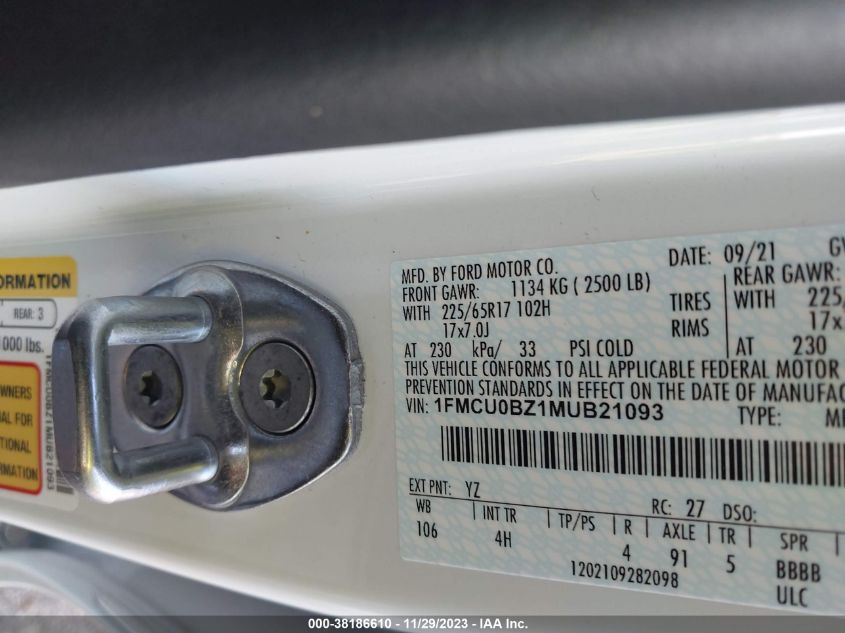 ORMATION
REAR: 3
000 lbs.
WNERS
AL FOR
TIONAL
RMATION
1FMCU0BZ1MUB21093
MFD. BY FORD MOTOR CO.
DATE: 09/21
FRONT GAWR: 1134 KG ( 2500 LB)
REAR GAWR:
WITH 225/65R17 102H
TIRES WITH 225/
17x7.0J
RIMS 17x
AT 230 kPa/ 33 PSI COLD
AT 230
THIS VEHICLE CONFORMS TO ALL APPLICABLE FEDERAL MOTOR
PREVENTION STANDARDS IN EFFECT ON THE DATE OF MANUFAC
VIN: 1FMCU0BZ1MUB21093
TYPE:
EXT PNT: YZ
RC: 27 DSO:
WB INT TR TP/PS R AXLE TR SPR
106 4H 4 91 5 BBBB
1202109282098 ULC
000-38186610 - 11/29/2023 - IAA Inc.